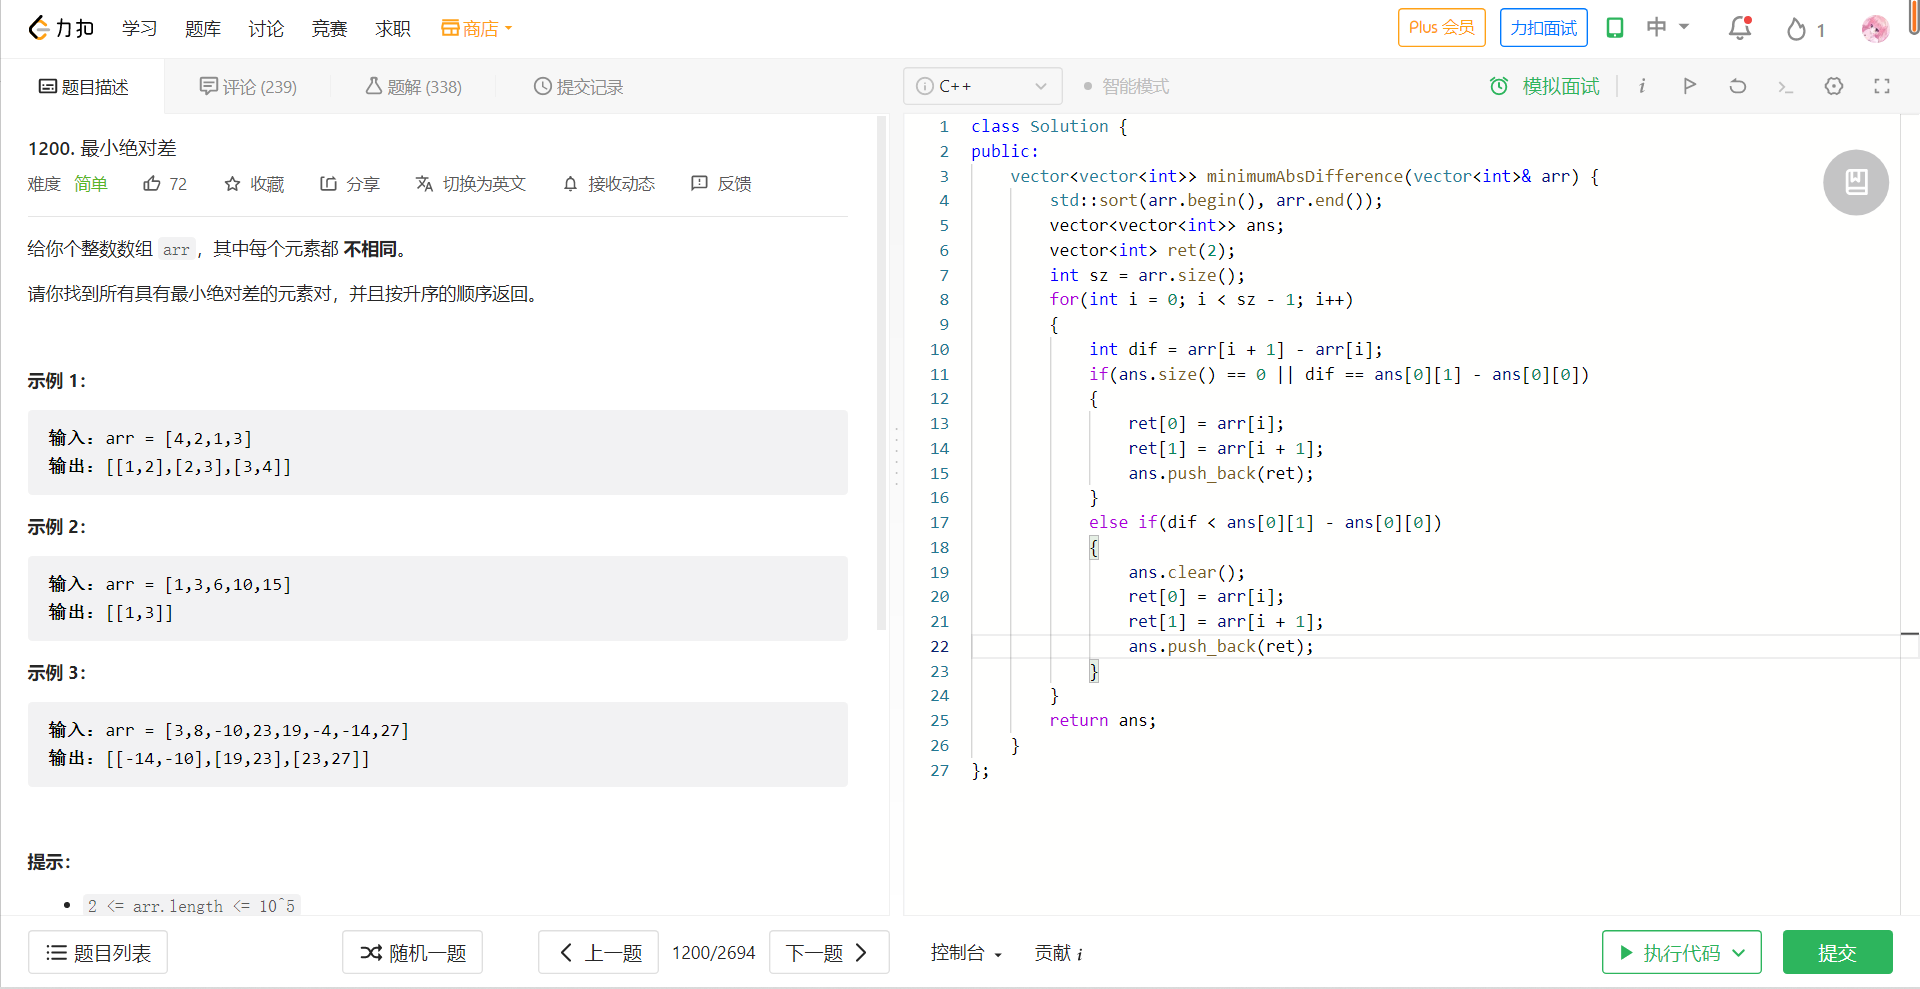 力扣 学习 题库 讨论 竞赛 求职 商店 Plus 会员 力扣面试 中 1
题目描述 评论 (239) 题解 (338) 提交记录
1200. 最小绝对差
难度 简单 72 收藏 分享 切换为英文 接收动态 反馈
给你个整数数组 arr，其中每个元素都 不相同。
请你找到所有具有最小绝对差的元素对，并且按升序的顺序返回。
示例 1：
输入：arr = [4,2,1,3]
输出：[[1,2],[2,3],[3,4]]
示例 2：
输入：arr = [1,3,6,10,15]
输出：[[1,3]]
示例 3：
输入：arr = [3,8,-10,23,19,-4,-14,27]
输出：[[-14,-10],[19,23],[23,27]]
提示：
2 <= arr.length <= 10^5
题目列表 随机一题 上一题 1200/2694 下一题
C++ 智能模式 模拟面试 i
1 class Solution {
2 public:
3     vector<vector<int>> minimumAbsDifference(vector<int>& arr) {
4         std::sort(arr.begin(), arr.end());
5         vector<vector<int>> ans;
6         vector<int> ret(2);
7         int sz = arr.size();
8         for(int i = 0; i < sz - 1; i++)
9         {
10             int dif = arr[i + 1] - arr[i];
11             if(ans.size() == 0 || dif == ans[0][1] - ans[0][0])
12             {
13                 ret[0] = arr[i];
14                 ret[1] = arr[i + 1];
15                 ans.push_back(ret);
16             }
17             else if(dif < ans[0][1] - ans[0][0])
18             {
19                 ans.clear();
20                 ret[0] = arr[i];
21                 ret[1] = arr[i + 1];
22                 ans.push_back(ret);
23             }
24         }
25         return ans;
26     }
27 };
控制台 贡献 i 执行代码 提交